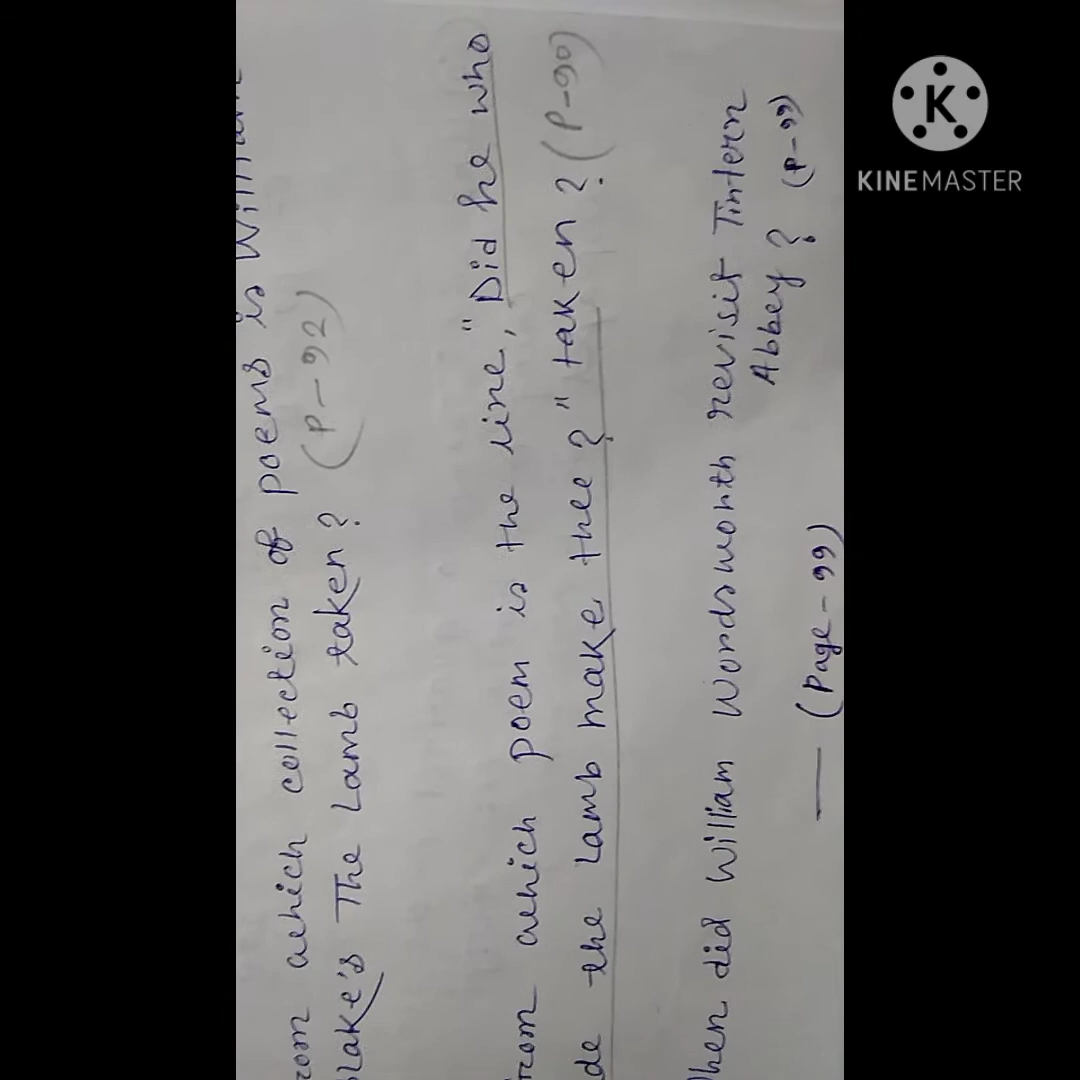 rom which collection of poems is William
lake's The Lamb taken? (P-92)
rom which poem is the line, "Did he who
de the Lamb make thee?" taken? (P-90)
hen did William Wordsworth revisit Tintern
Abbey? (P-99)
— (Page-99)
KINEMASTER